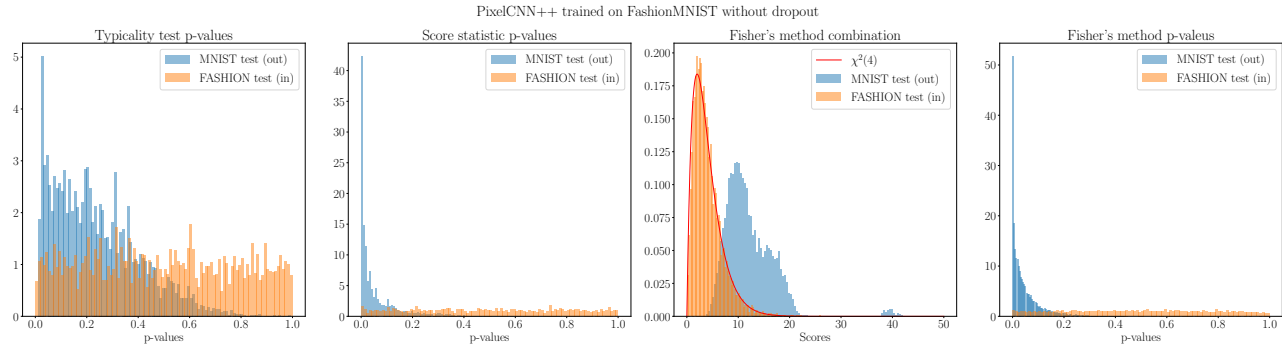 PixelCNN++ trained on FashionMNIST without dropout
Typicality test p-values
5
4
3
2
1
0
0.0 0.2 0.4 0.6 0.8 1.0
p-values
MNIST test (out)
FASHION test (in)
Score statistic p-values
40
35
30
25
20
15
10
5
0
0.0 0.2 0.4 0.6 0.8 1.0
p-values
MNIST test (out)
FASHION test (in)
Fisher's method combination
0.200
0.175
0.150
0.125
0.100
0.075
0.050
0.025
0.000
0 10 20 30 40 50
Scores
χ²(4)
MNIST test (out)
FASHION test (in)
Fisher's method p-valeus
50
40
30
20
10
0
0.0 0.2 0.4 0.6 0.8 1.0
p-values
MNIST test (out)
FASHION test (in)